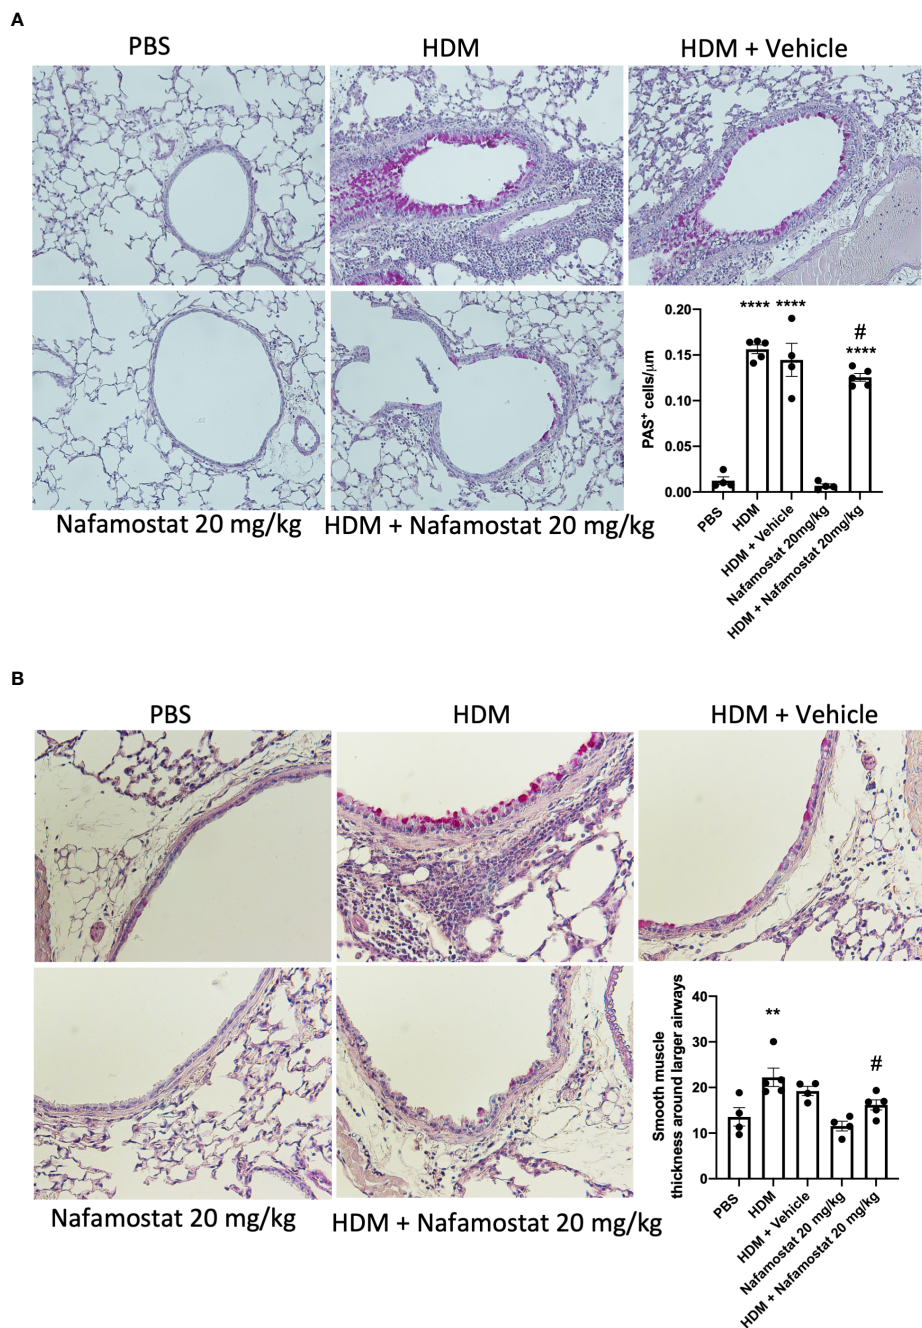 A
PBS
HDM
HDM + Vehicle
Nafamostat 20 mg/kg
HDM + Nafamostat 20 mg/kg
PAS+ cells/μm
0.20
0.15
0.10
0.05
0.00
****
****
#
****
PBS
HDM
HDM + Vehicle
Nafamostat 20mg/kg
HDM + Nafamostat 20mg/kg
B
PBS
HDM
HDM + Vehicle
Nafamostat 20 mg/kg
HDM + Nafamostat 20 mg/kg
Smooth muscle
thickness around larger airways
40
30
20
10
0
**
#
PBS
HDM
HDM + Vehicle
Nafamostat 20 mg/kg
HDM + Nafamostat 20 mg/kg